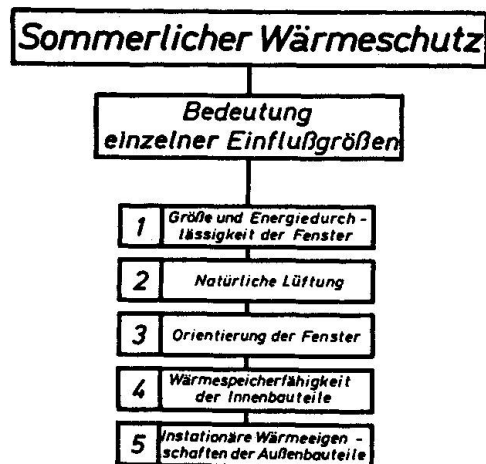 Sommerlicher Wärmeschutz
Bedeutung
einzelner Einflußgrößen
1 Größe und Energiedurch-
lässigkeit der Fenster
2 Natürliche Lüftung
3 Orientierung der Fenster
4 Wärmespeicherfähigkeit
der Innenbauteile
5 Instationäre Wärmeeigen-
schaften der Außenbauteile